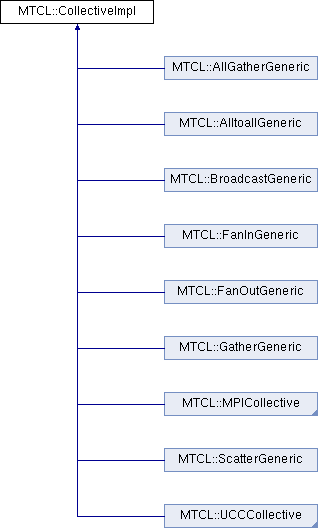 MTCL::CollectiveImpl
MTCL::AllGatherGeneric
MTCL::AlltoallGeneric
MTCL::BroadcastGeneric
MTCL::FanInGeneric
MTCL::FanOutGeneric
MTCL::GatherGeneric
MTCL::MPICollective
MTCL::ScatterGeneric
MTCL::UCCCollective